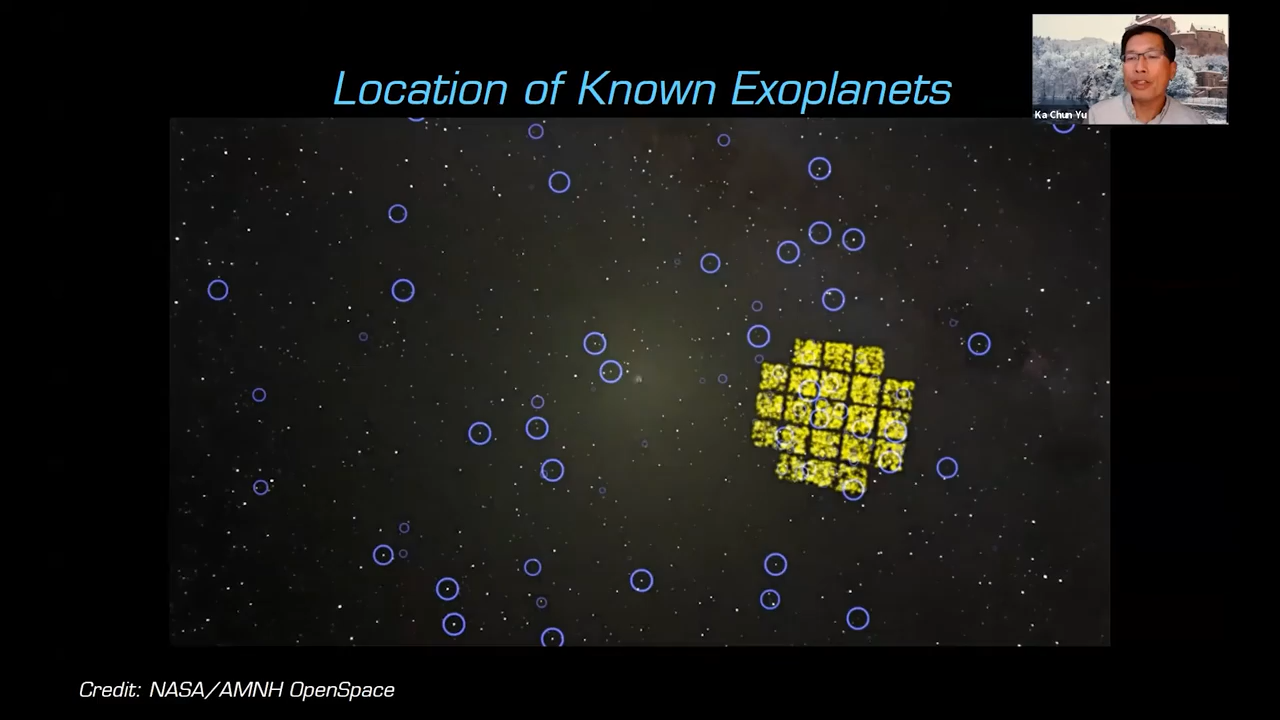 Location of Known Exoplanets
Ka Chun Yu
Credit: NASA/AMNH OpenSpace